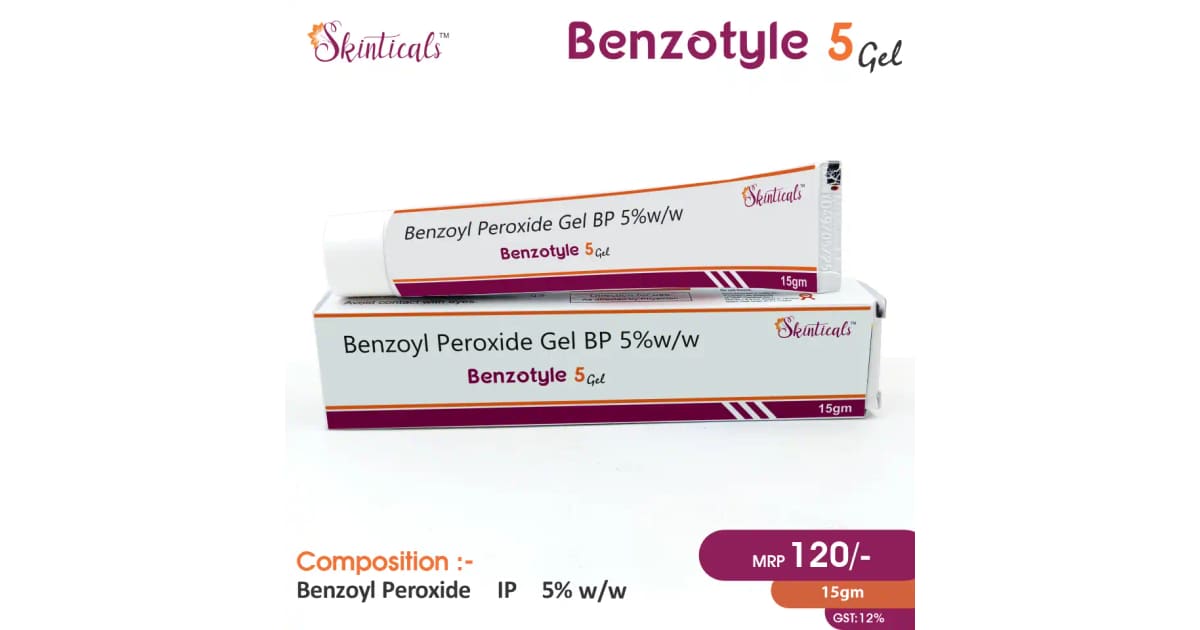 Skinticals™
Benzotyle 5 Gel
Skinticals™
Benzoyl Peroxide Gel BP 5%w/w
Benzotyle 5 Gel
15gm
Avoid contact with eyes
Benzoyl Peroxide Gel BP 5%w/w
Skinticals™
Benzotyle 5 Gel
15gm
Composition :-
Benzoyl Peroxide IP 5% w/w
MRP 120/-
15gm
GST:12%